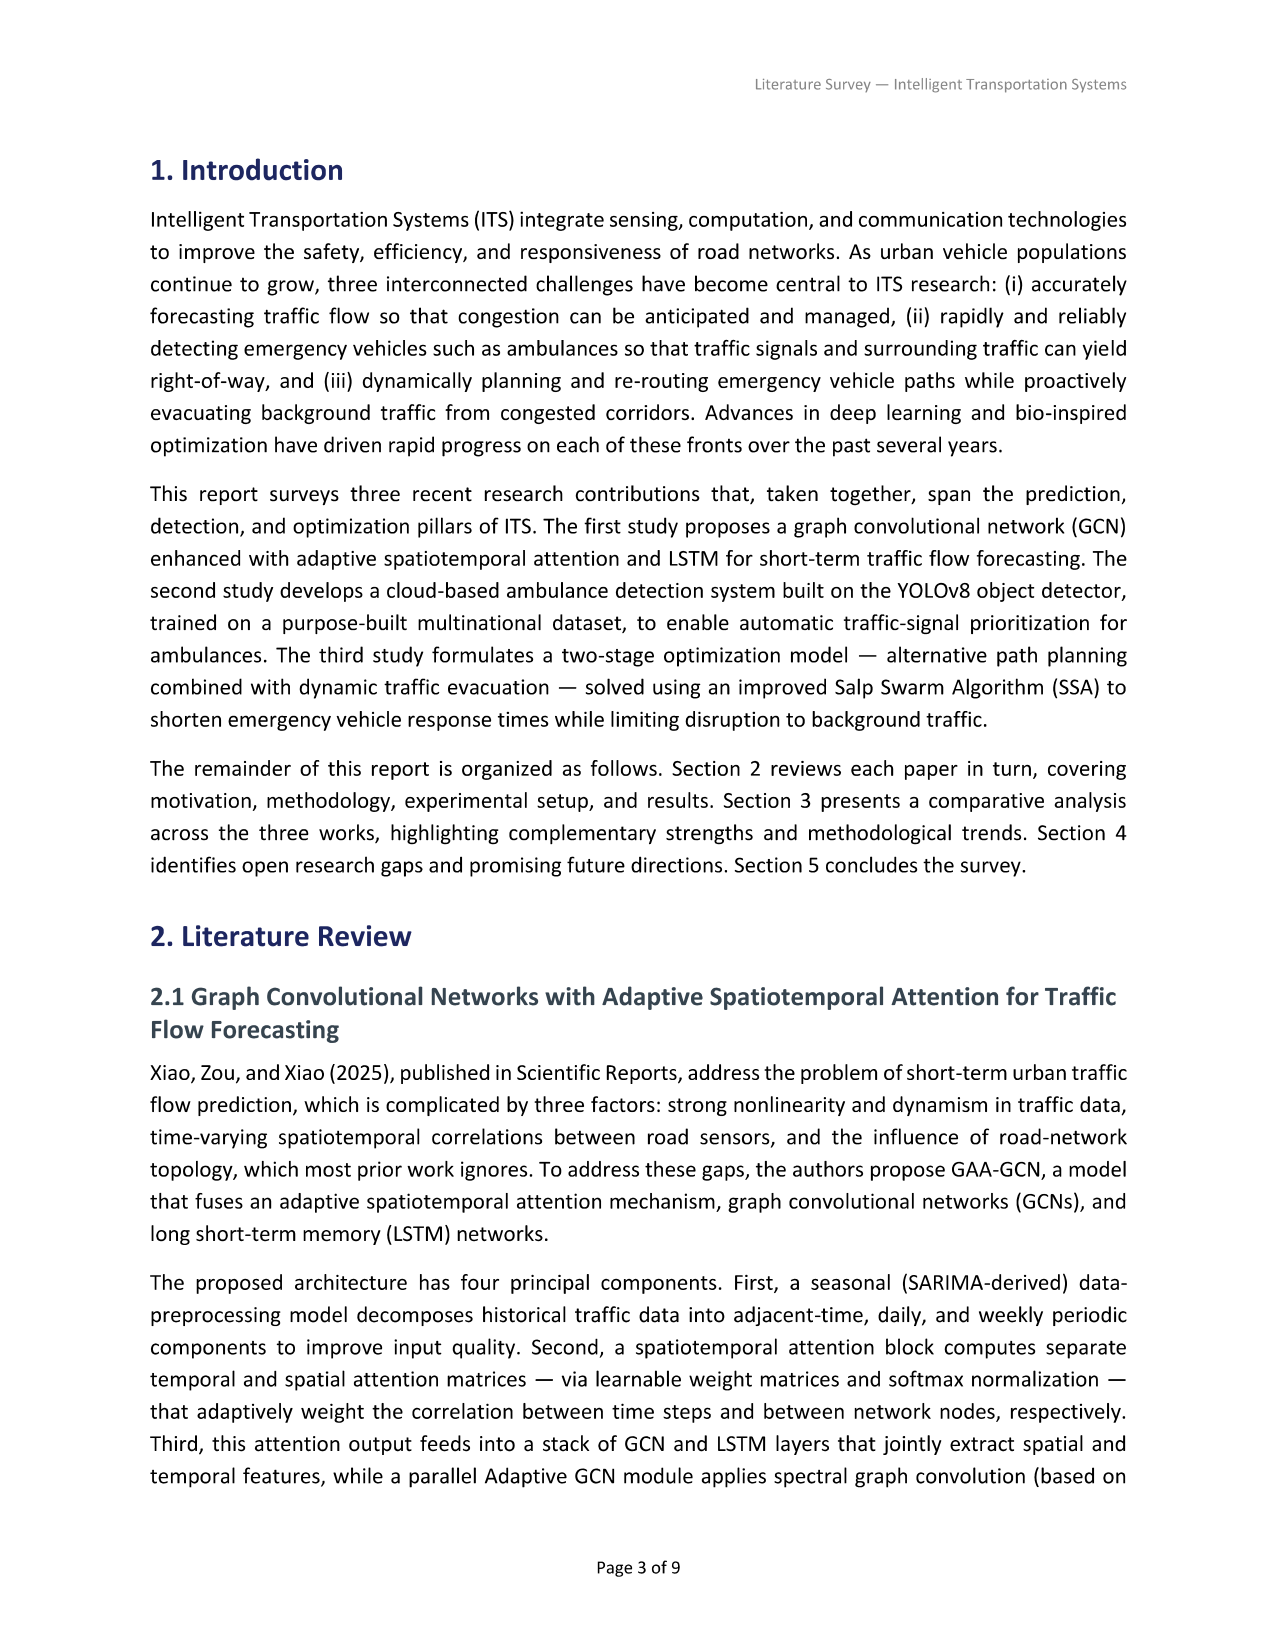 Literature Survey — Intelligent Transportation Systems
1. Introduction
Intelligent Transportation Systems (ITS) integrate sensing, computation, and communication technologies
to improve the safety, efficiency, and responsiveness of road networks. As urban vehicle populations
continue to grow, three interconnected challenges have become central to ITS research: (i) accurately
forecasting traffic flow so that congestion can be anticipated and managed, (ii) rapidly and reliably
detecting emergency vehicles such as ambulances so that traffic signals and surrounding traffic can yield
right-of-way, and (iii) dynamically planning and re-routing emergency vehicle paths while proactively
evacuating background traffic from congested corridors. Advances in deep learning and bio-inspired
optimization have driven rapid progress on each of these fronts over the past several years.
This report surveys three recent research contributions that, taken together, span the prediction,
detection, and optimization pillars of ITS. The first study proposes a graph convolutional network (GCN)
enhanced with adaptive spatiotemporal attention and LSTM for short-term traffic flow forecasting. The
second study develops a cloud-based ambulance detection system built on the YOLOv8 object detector,
trained on a purpose-built multinational dataset, to enable automatic traffic-signal prioritization for
ambulances. The third study formulates a two-stage optimization model — alternative path planning
combined with dynamic traffic evacuation — solved using an improved Salp Swarm Algorithm (SSA) to
shorten emergency vehicle response times while limiting disruption to background traffic.
The remainder of this report is organized as follows. Section 2 reviews each paper in turn, covering
motivation, methodology, experimental setup, and results. Section 3 presents a comparative analysis
across the three works, highlighting complementary strengths and methodological trends. Section 4
identifies open research gaps and promising future directions. Section 5 concludes the survey.
2. Literature Review
2.1 Graph Convolutional Networks with Adaptive Spatiotemporal Attention for Traffic
Flow Forecasting
Xiao, Zou, and Xiao (2025), published in Scientific Reports, address the problem of short-term urban traffic
flow prediction, which is complicated by three factors: strong nonlinearity and dynamism in traffic data,
time-varying spatiotemporal correlations between road sensors, and the influence of road-network
topology, which most prior work ignores. To address these gaps, the authors propose GAA-GCN, a model
that fuses an adaptive spatiotemporal attention mechanism, graph convolutional networks (GCNs), and
long short-term memory (LSTM) networks.
The proposed architecture has four principal components. First, a seasonal (SARIMA-derived) data-
preprocessing model decomposes historical traffic data into adjacent-time, daily, and weekly periodic
components to improve input quality. Second, a spatiotemporal attention block computes separate
temporal and spatial attention matrices — via learnable weight matrices and softmax normalization —
that adaptively weight the correlation between time steps and between network nodes, respectively.
Third, this attention output feeds into a stack of GCN and LSTM layers that jointly extract spatial and
temporal features, while a parallel Adaptive GCN module applies spectral graph convolution (based on
Page 3 of 9